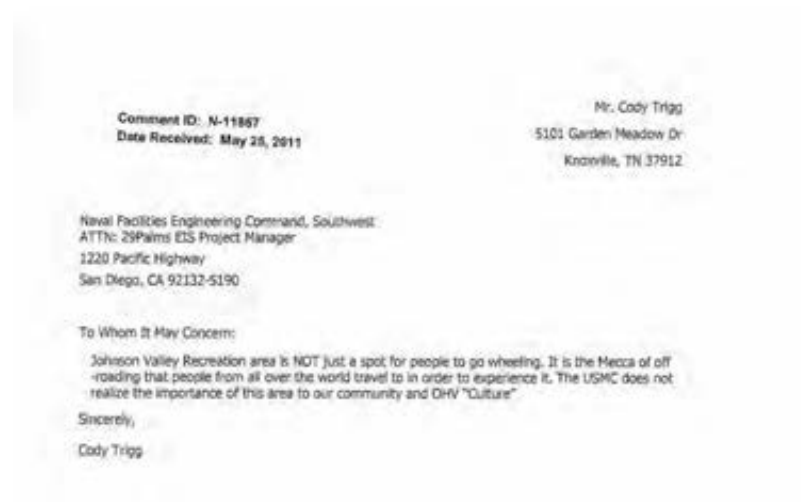 Comment ID: N-11867
Date Received: May 25, 2011
Mr. Cody Trigg
5101 Garden Meadow Dr
Knoxville, TN 37912
Naval Facilities Engineering Command, Southwest
ATTN: 29Palms EIS Project Manager
1220 Pacific Highway
San Diego, CA 92132-5190
To Whom It May Concern:
Johnson Valley Recreation area is NOT just a spot for people to go wheeling. It is the Mecca of off
-roading that people from all over the world travel to in order to experience it. The USMC does not
realize the importance of this area to our community and OHV "Culture"
Sincerely,
Cody Trigg